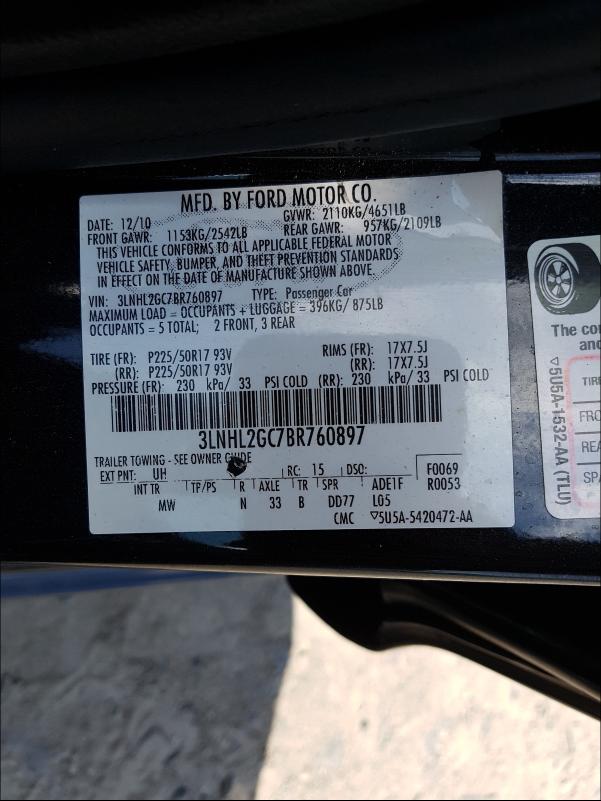 MFD. BY FORD MOTOR CO.
DATE: 12/10 GVWR: 2110KG/4651LB
FRONT GAWR: 1153KG/2542LB REAR GAWR: 957KG/2109LB
THIS VEHICLE CONFORMS TO ALL APPLICABLE FEDERAL MOTOR
VEHICLE SAFETY, BUMPER, AND THEFT PREVENTION STANDARDS
IN EFFECT ON THE DATE OF MANUFACTURE SHOWN ABOVE.
VIN: 3LNHL2GC7BR760897 TYPE: Passenger Car
MAXIMUM LOAD = OCCUPANTS + LUGGAGE = 396KG/ 875LB
OCCUPANTS = 5 TOTAL; 2 FRONT, 3 REAR
TIRE (FR): P225/50R17 93V RIMS (FR): 17X7.5J
(RR): P225/50R17 93V (RR): 17X7.5J
PRESSURE (FR): 230 kPa/ 33 PSI COLD (RR): 230 kPa/ 33 PSI COLD
3LNHL2GC7BR760897
TRAILER TOWING - SEE OWNER GUIDE
EXT PNT: UH RC: 15 DSO: F0069
INT TR TP/PS R AXLE TR SPR ADE1F R0053
MW N 33 B DD77 L05
CMC ▽5U5A-5420472-AA
The co
and
▽5U5A-1532-AA (TLU)
TIRE
FRO
REA
SPA